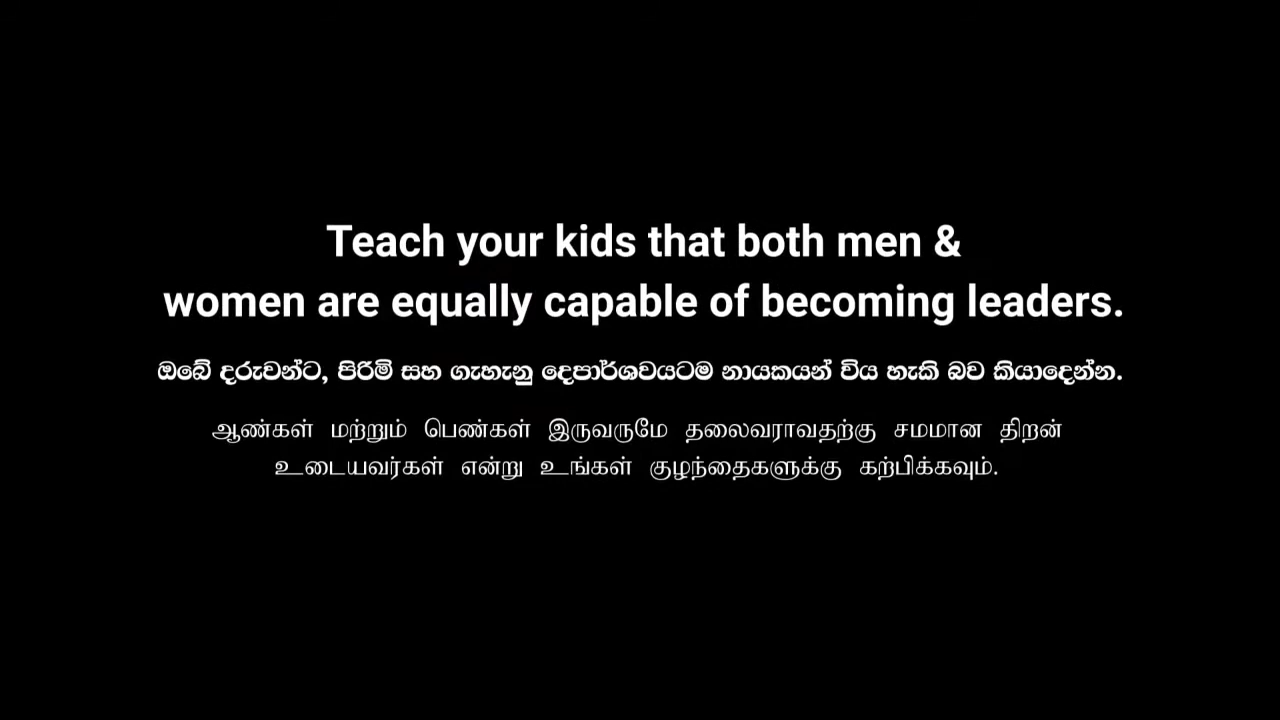 Teach your kids that both men &
women are equally capable of becoming leaders.
ඔබේ දරුවන්ට, පිරිමි සහ ගැහැනු දෙපාර්ශවයටම නායකයන් විය හැකි බව කියාදෙන්න.
ஆண்கள் மற்றும் பெண்கள் இருவருமே தலைவராவதற்கு சமமான திறன்
உடையவர்கள் என்று உங்கள் குழந்தைகளுக்கு கற்பிக்கவும்.